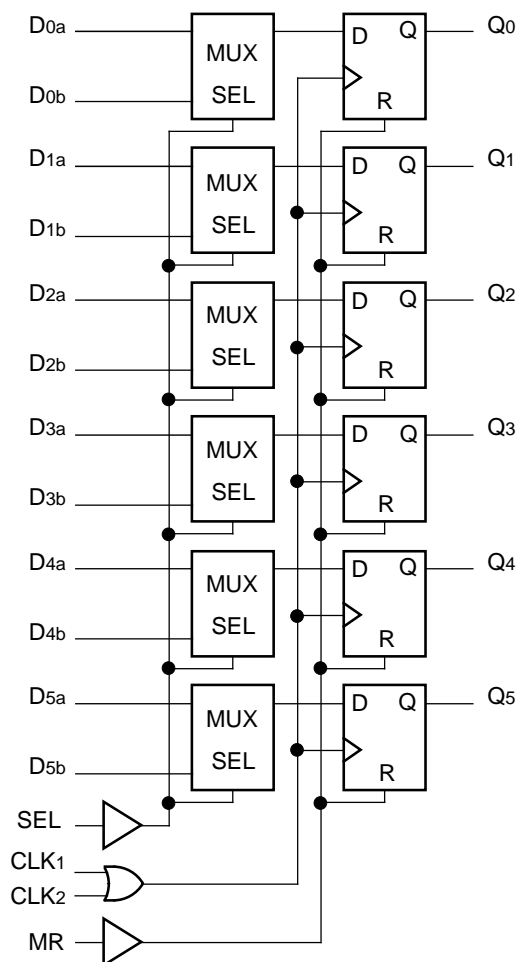 D0a MUX D Q Q0
D0b SEL R
D1a MUX D Q Q1
D1b SEL R
D2a MUX D Q Q2
D2b SEL R
D3a MUX D Q Q3
D3b SEL R
D4a MUX D Q Q4
D4b SEL R
D5a MUX D Q Q5
D5b SEL R
SEL
CLK1
CLK2
MR